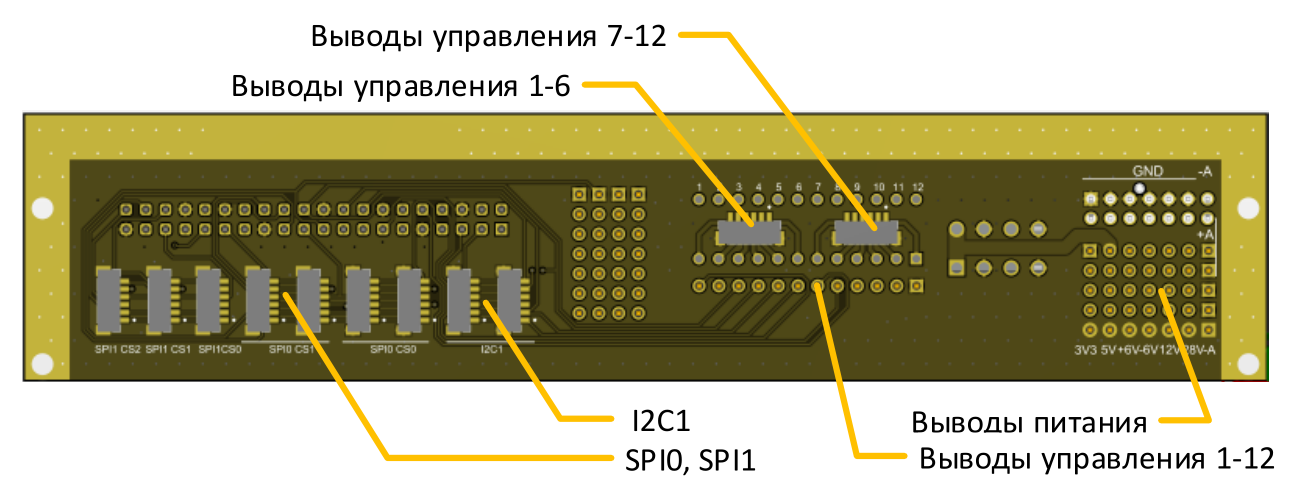 Выводы управления 7-12
Выводы управления 1-6
GND -A
1 2 3 4 5 6 7 8 9 10 11 12
+A
SPI1 CS2 SPI1 CS1 SPI1CS0 SPI0 CS1 SPI0 CS0 I2C1
3V3 5V+6V-6V12V28V-A
I2C1
Выводы питания
SPI0, SPI1
Выводы управления 1-12